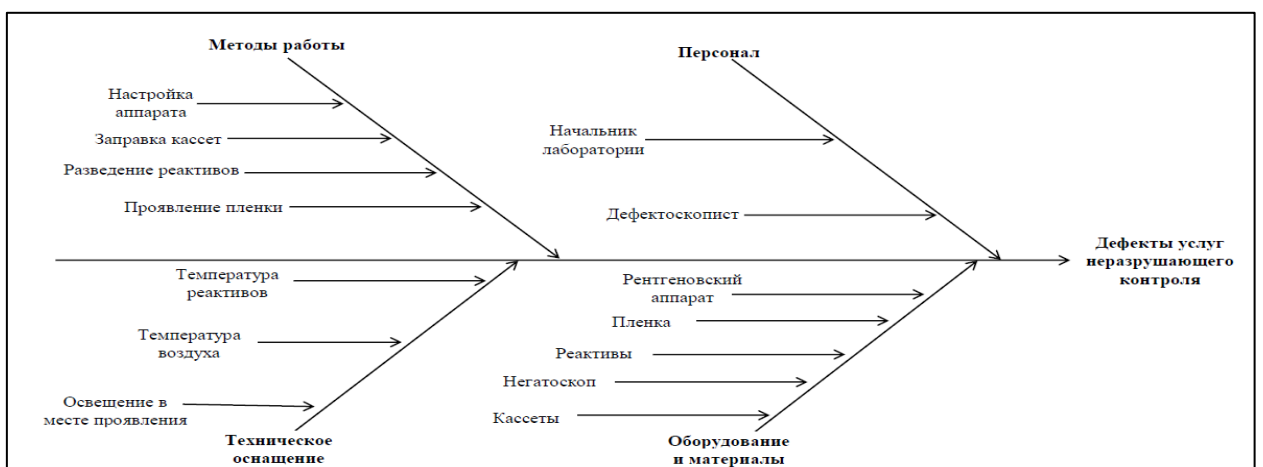 Методы работы
Персонал
Настройка
аппарата
Заправка кассет
Разведение реактивов
Проявление пленки
Начальник
лаборатории
Дефектоскопист
Дефекты услуг
неразрушающего
контроля
Температура
реактивов
Температура
воздуха
Освещение в
месте проявления
Техническое
оснащение
Рентгеновский
аппарат
Пленка
Реактивы
Негатоскоп
Кассеты
Оборудование
и материалы